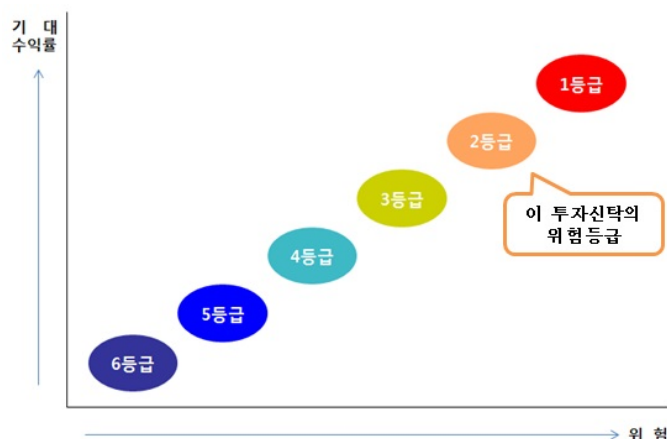 기 대
수익률
1등급
2등급
3등급
이 투자신탁의
위험등급
4등급
5등급
6등급
위 험